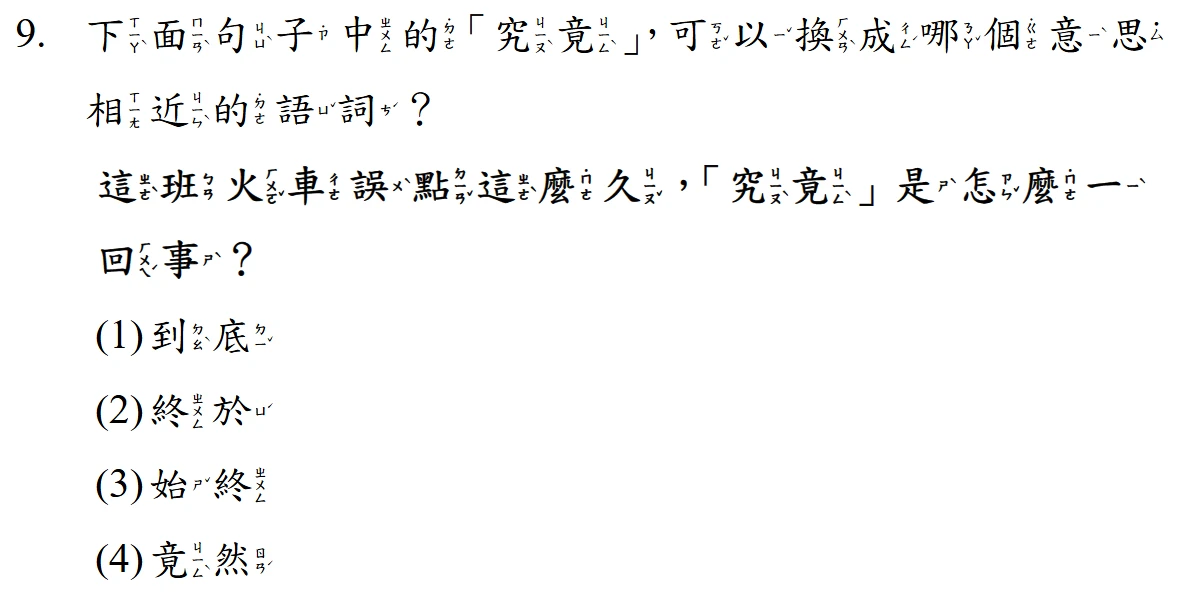 9. 下面句子中的「究竟」，可以換成哪個意思
相近的語詞？
這班火車誤點這麼久，「究竟」是怎麼一
回事？
(1)到底
(2)終於
(3)始終
(4)竟然